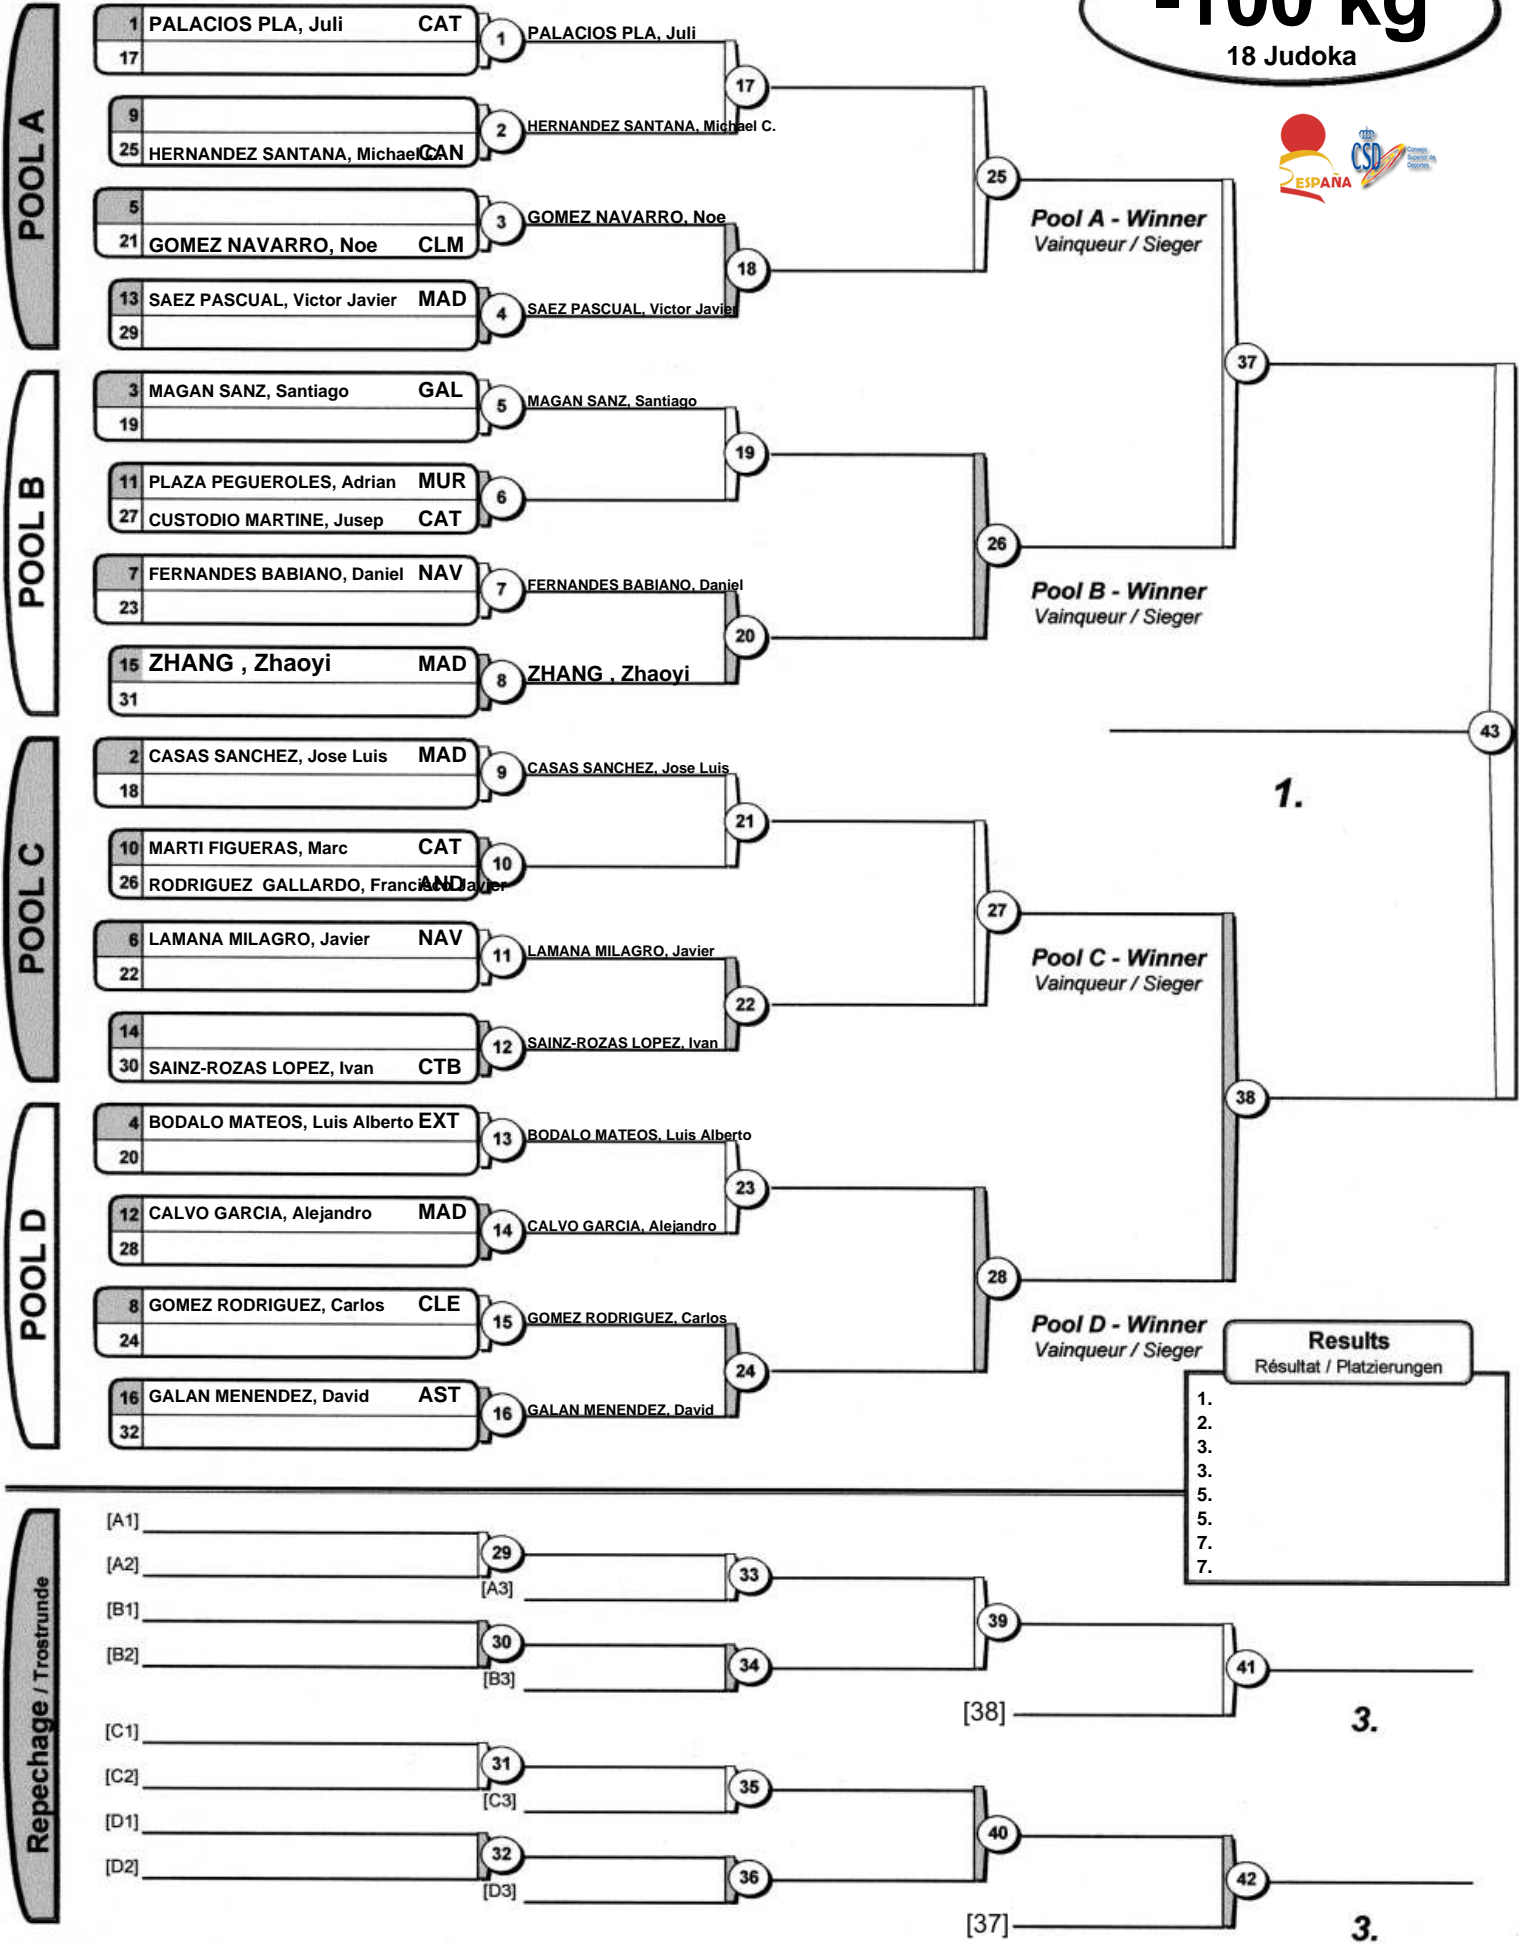 -100 kg
18 Judoka
ESPAÑA
CSD
Consejo
Superior de
Deportes
POOL A
1 PALACIOS PLA, Juli CAT
17
1 PALACIOS PLA, Juli
9
25 HERNANDEZ SANTANA, Michael C. CAN
2 HERNANDEZ SANTANA, Michael C.
17
5
21 GOMEZ NAVARRO, Noe CLM
3 GOMEZ NAVARRO, Noe
13 SAEZ PASCUAL, Victor Javier MAD
29
4 SAEZ PASCUAL, Victor Javier
18
25
Pool A - Winner
Vainqueur / Sieger
POOL B
3 MAGAN SANZ, Santiago GAL
19
5 MAGAN SANZ, Santiago
11 PLAZA PEGUEROLES, Adrian MUR
27 CUSTODIO MARTINE, Jusep CAT
6
19
7 FERNANDES BABIANO, Daniel NAV
23
7 FERNANDES BABIANO, Daniel
15 ZHANG , Zhaoyi MAD
31
8 ZHANG , Zhaoyi
20
26
Pool B - Winner
Vainqueur / Sieger
37
POOL C
2 CASAS SANCHEZ, Jose Luis MAD
18
9 CASAS SANCHEZ, Jose Luis
10 MARTI FIGUERAS, Marc CAT
26 RODRIGUEZ GALLARDO, Francisco Javier AND
10
21
6 LAMANA MILAGRO, Javier NAV
22
11 LAMANA MILAGRO, Javier
14
30 SAINZ-ROZAS LOPEZ, Ivan CTB
12 SAINZ-ROZAS LOPEZ, Ivan
22
27
Pool C - Winner
Vainqueur / Sieger
43
1.
POOL D
4 BODALO MATEOS, Luis Alberto EXT
20
13 BODALO MATEOS, Luis Alberto
12 CALVO GARCIA, Alejandro MAD
28
14 CALVO GARCIA, Alejandro
23
8 GOMEZ RODRIGUEZ, Carlos CLE
24
15 GOMEZ RODRIGUEZ, Carlos
16 GALAN MENENDEZ, David AST
32
16 GALAN MENENDEZ, David
24
28
Pool D - Winner
Vainqueur / Sieger
38
Results
Résultat / Platzierungen
1.
2.
3.
3.
5.
5.
7.
7.
Repechage / Trostrunde
[A1]
[A2]
29
[A3]
33
[B1]
[B2]
30
[B3]
34
39
[38]
41
3.
[C1]
[C2]
31
[C3]
35
[D1]
[D2]
32
[D3]
36
40
[37]
42
3.